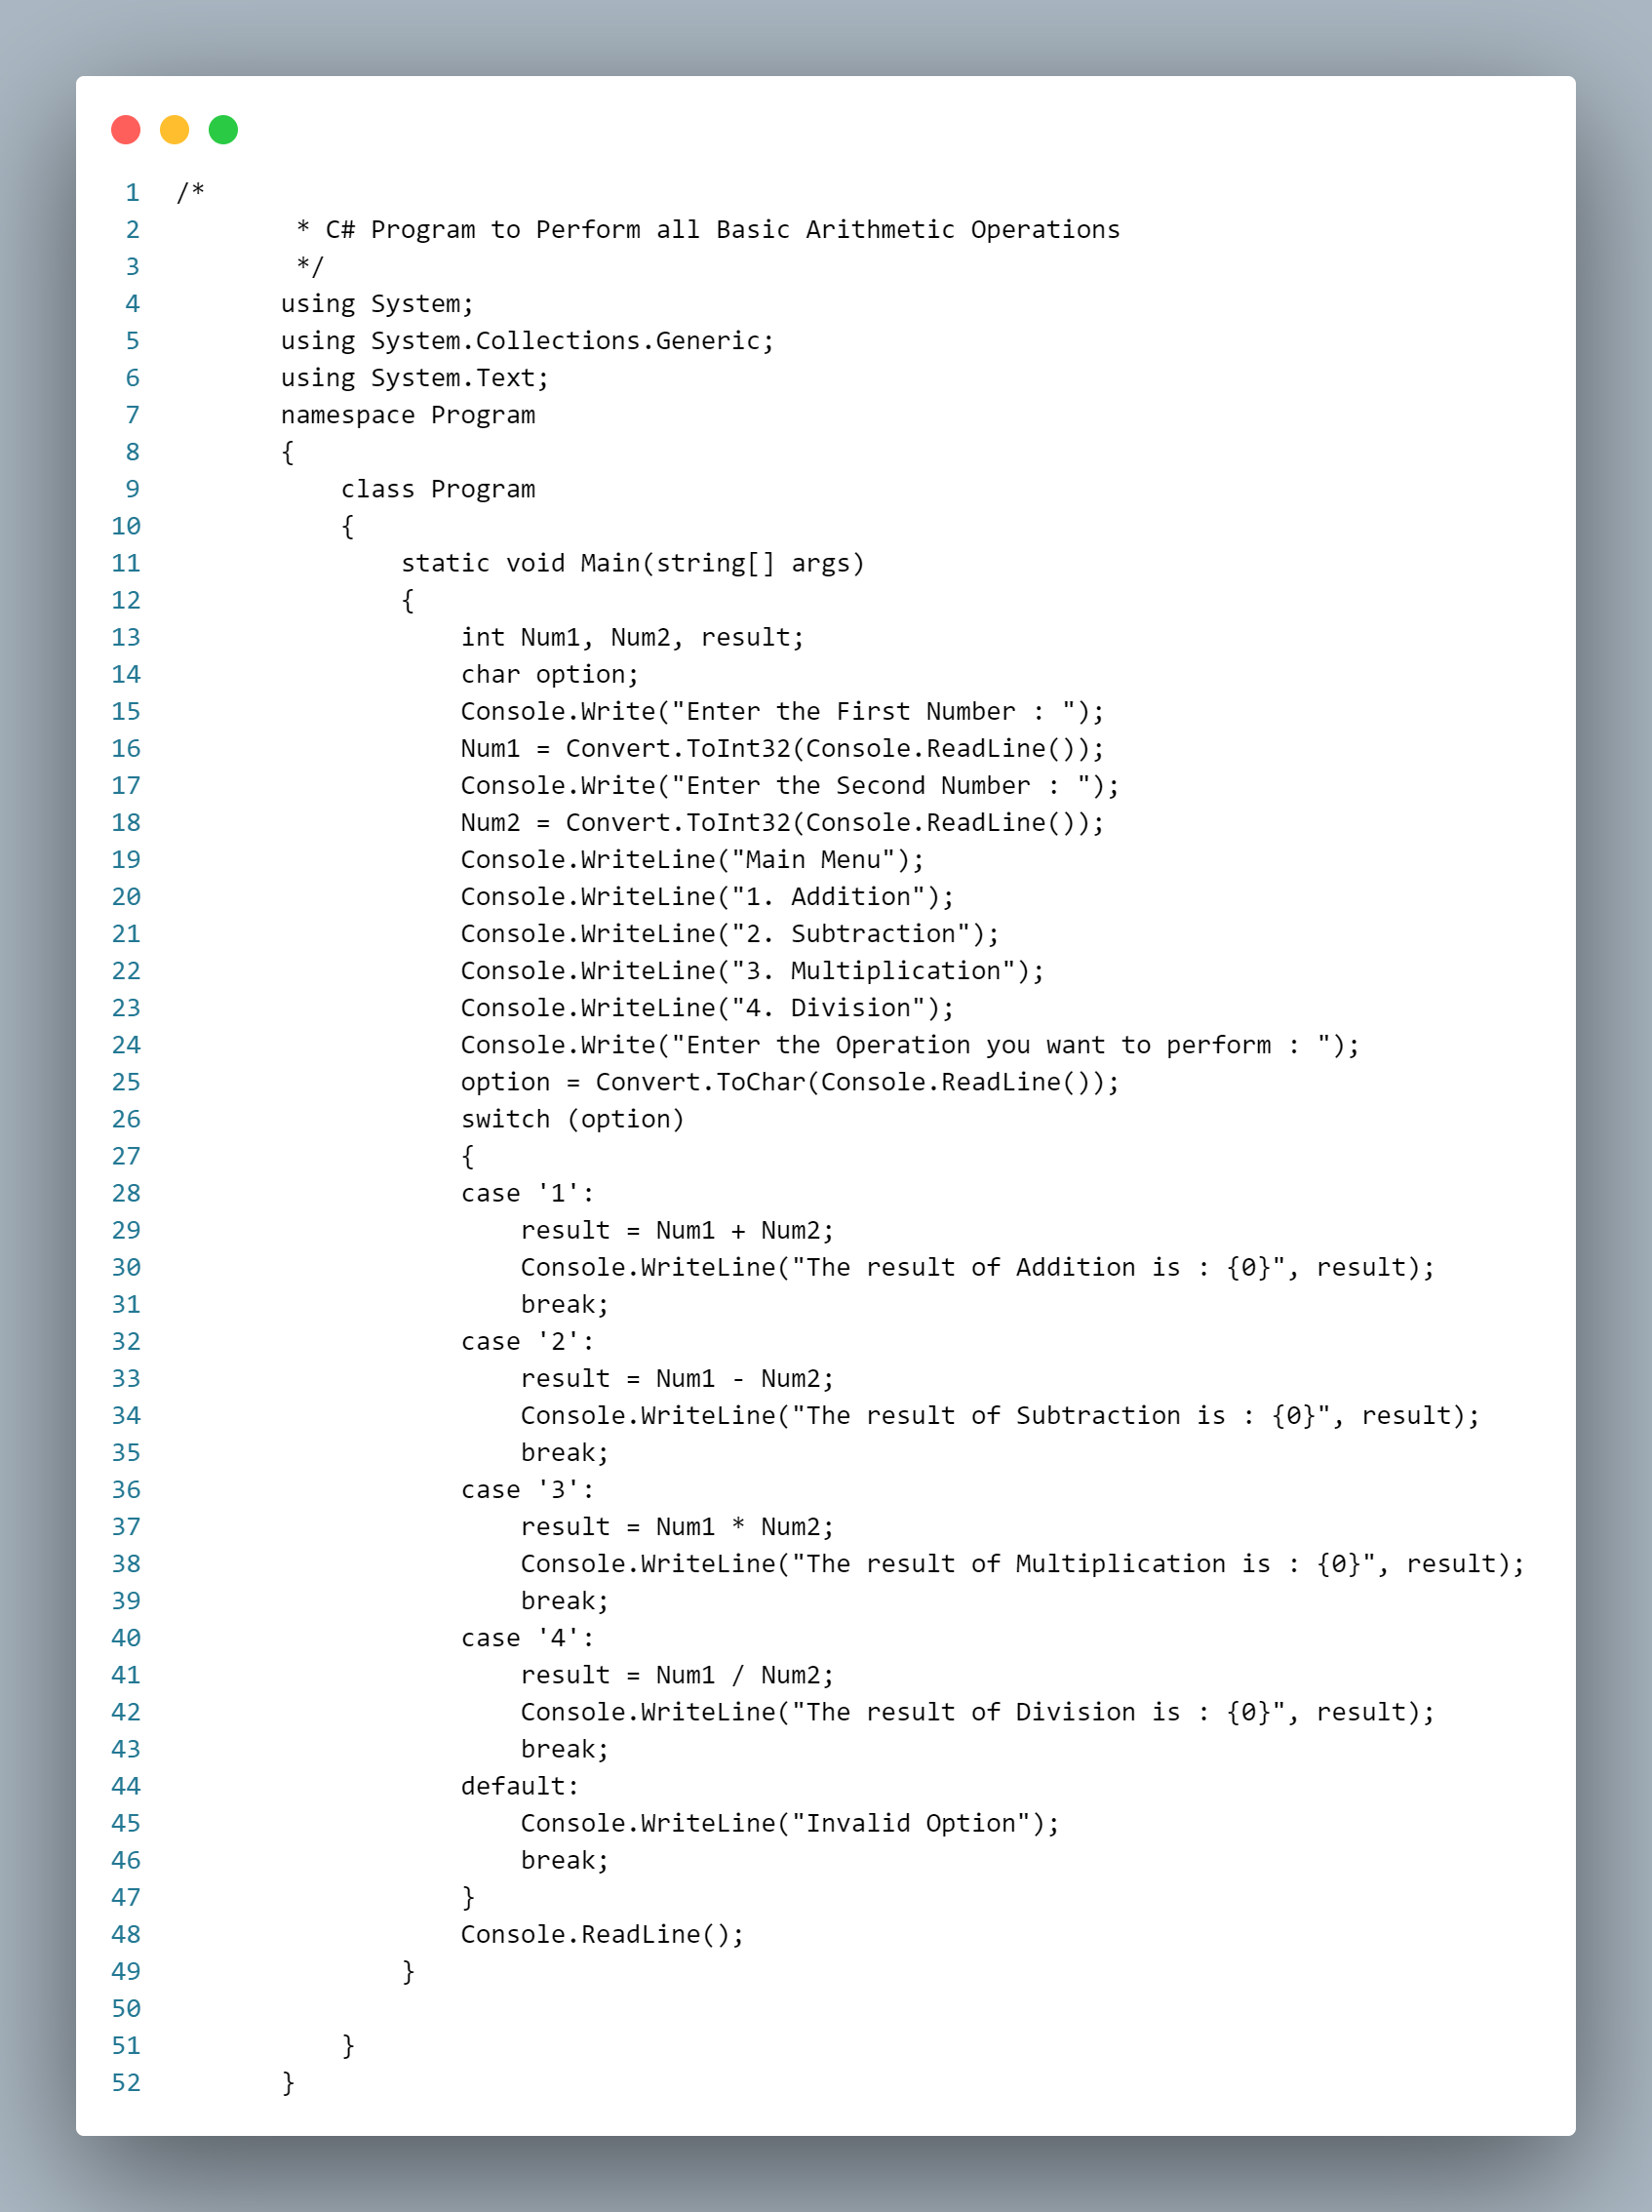 1 /*
2         * C# Program to Perform all Basic Arithmetic Operations
3         */
4        using System;
5        using System.Collections.Generic;
6        using System.Text;
7        namespace Program
8        {
9            class Program
10            {
11                static void Main(string[] args)
12                {
13                    int Num1, Num2, result;
14                    char option;
15                    Console.Write("Enter the First Number : ");
16                    Num1 = Convert.ToInt32(Console.ReadLine());
17                    Console.Write("Enter the Second Number : ");
18                    Num2 = Convert.ToInt32(Console.ReadLine());
19                    Console.WriteLine("Main Menu");
20                    Console.WriteLine("1. Addition");
21                    Console.WriteLine("2. Subtraction");
22                    Console.WriteLine("3. Multiplication");
23                    Console.WriteLine("4. Division");
24                    Console.Write("Enter the Operation you want to perform : ");
25                    option = Convert.ToChar(Console.ReadLine());
26                    switch (option)
27                    {
28                    case '1':
29                        result = Num1 + Num2;
30                        Console.WriteLine("The result of Addition is : {0}", result);
31                        break;
32                    case '2':
33                        result = Num1 - Num2;
34                        Console.WriteLine("The result of Subtraction is : {0}", result);
35                        break;
36                    case '3':
37                        result = Num1 * Num2;
38                        Console.WriteLine("The result of Multiplication is : {0}", result);
39                        break;
40                    case '4':
41                        result = Num1 / Num2;
42                        Console.WriteLine("The result of Division is : {0}", result);
43                        break;
44                    default:
45                        Console.WriteLine("Invalid Option");
46                        break;
47                    }
48                    Console.ReadLine();
49                }
50
51            }
52        }